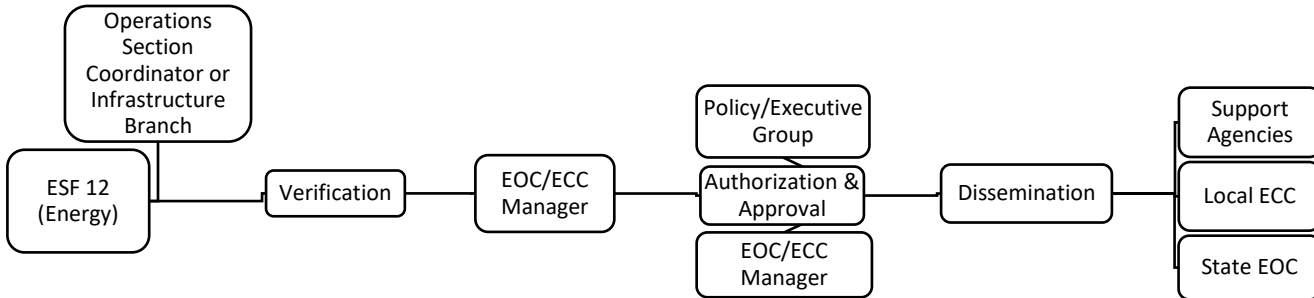 Operations
Section
Coordinator or
Infrastructure
Branch
ESF 12
(Energy)
Verification
EOC/ECC
Manager
Policy/Executive
Group
Authorization &
Approval
EOC/ECC
Manager
Dissemination
Support
Agencies
Local ECC
State EOC